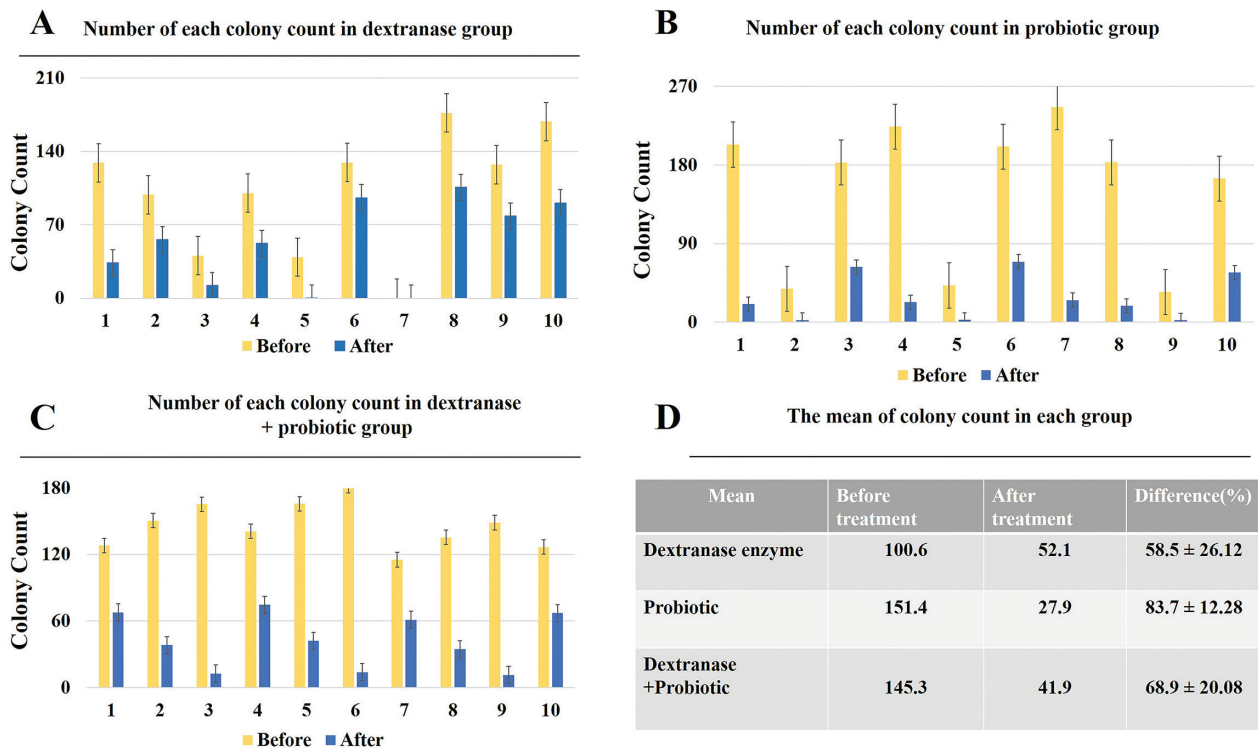 A
Number of each colony count in dextranase group
Colony Count
210
140
70
0
1 2 3 4 5 6 7 8 9 10
Before After
B
Number of each colony count in probiotic group
Colony Count
270
180
90
0
1 2 3 4 5 6 7 8 9 10
Before After
C
Number of each colony count in dextranase
+ probiotic group
Colony Count
180
120
60
0
1 2 3 4 5 6 7 8 9 10
Before After
D
The mean of colony count in each group
Mean Before treatment After treatment Difference(%)
Dextranase enzyme 100.6 52.1 58.5 ± 26.12
Probiotic 151.4 27.9 83.7 ± 12.28
Dextranase
+Probiotic 145.3 41.9 68.9 ± 20.08